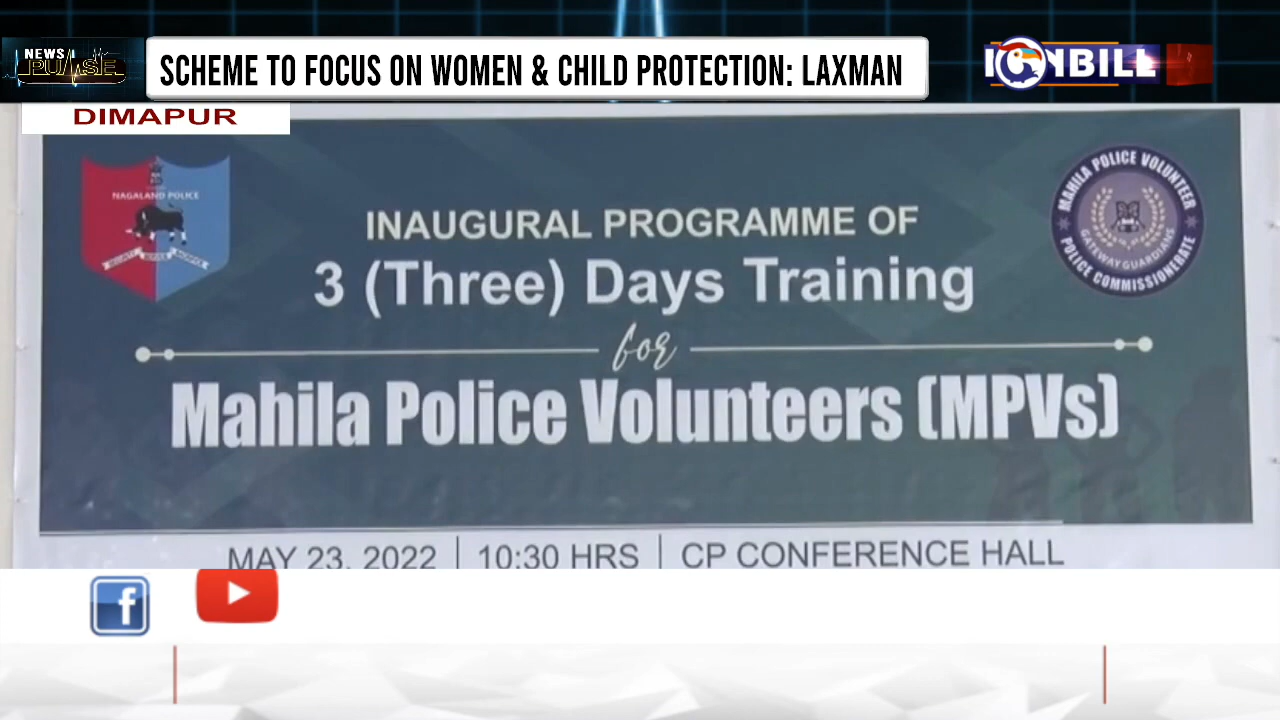 NEWS
PULSE
SCHEME TO FOCUS ON WOMEN & CHILD PROTECTION: LAXMAN
HORNBILL
DIMAPUR
NAGALAND POLICE
MAHILA POLICE VOLUNTEER
GATEWAY GUARDIANS
POLICE COMMISSIONERATE
INAUGURAL PROGRAMME OF
3 (Three) Days Training
for
Mahila Police Volunteers (MPVs)
MAY 23, 2022 | 10:30 HRS | CP CONFERENCE HALL
f